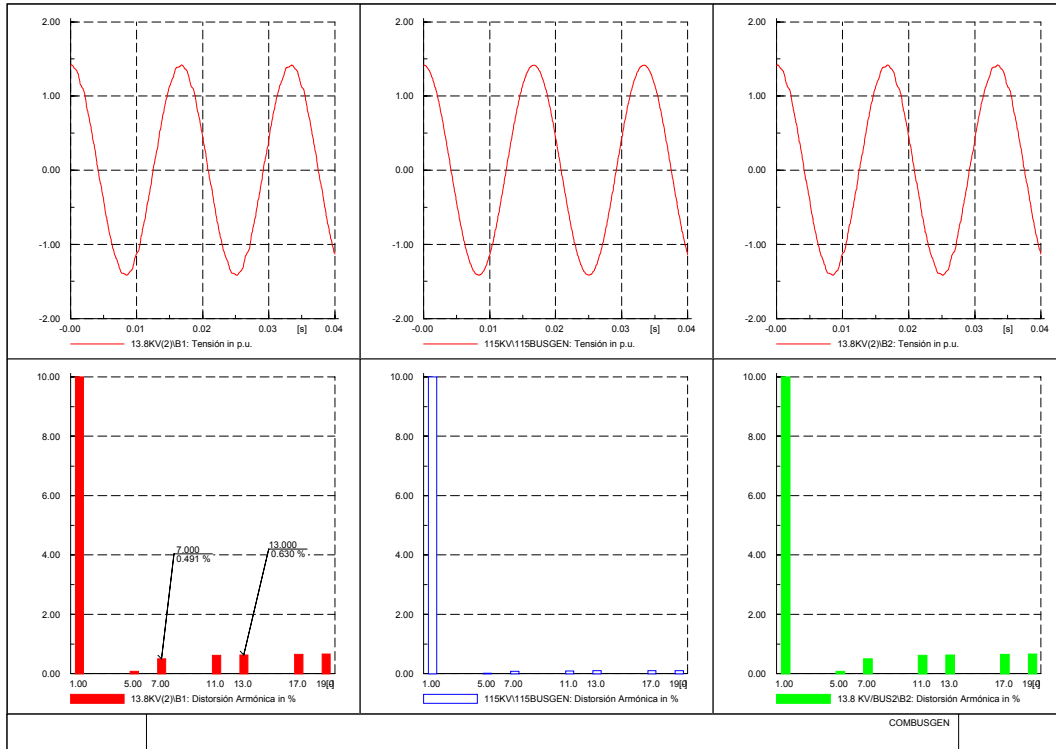 2.00
1.00
0.00
-1.00
-2.00
-0.00 0.01 0.02 0.03 [s] 0.04
13.8KV(2)\B1: Tensión in p.u.
2.00
1.00
0.00
-1.00
-2.00
-0.00 0.01 0.02 0.03 [s] 0.04
115KV\115BUSGEN: Tensión in p.u.
2.00
1.00
0.00
-1.00
-2.00
-0.00 0.01 0.02 0.03 [s] 0.04
13.8KV(2)\B2: Tensión in p.u.
10.00
8.00
6.00
4.00
2.00
0.00
7.000
0.491 %
13.000
0.630 %
1.00 5.00 7.00 11.0 13.0 17.0
13.8KV(2)\B1: Distorsión Armónica in %
10.00
8.00
6.00
4.00
2.00
0.00
1.00 5.00 7.00 11.0 13.0 17.0
115KV\115BUSGEN: Distorsión Armónica in %
10.00
8.00
6.00
4.00
2.00
0.00
1.00 5.00 7.00 11.0 13.0 17.0
13.8 KV/BUS2\B2: Distorsión Armónica in %
COMBUSGEN